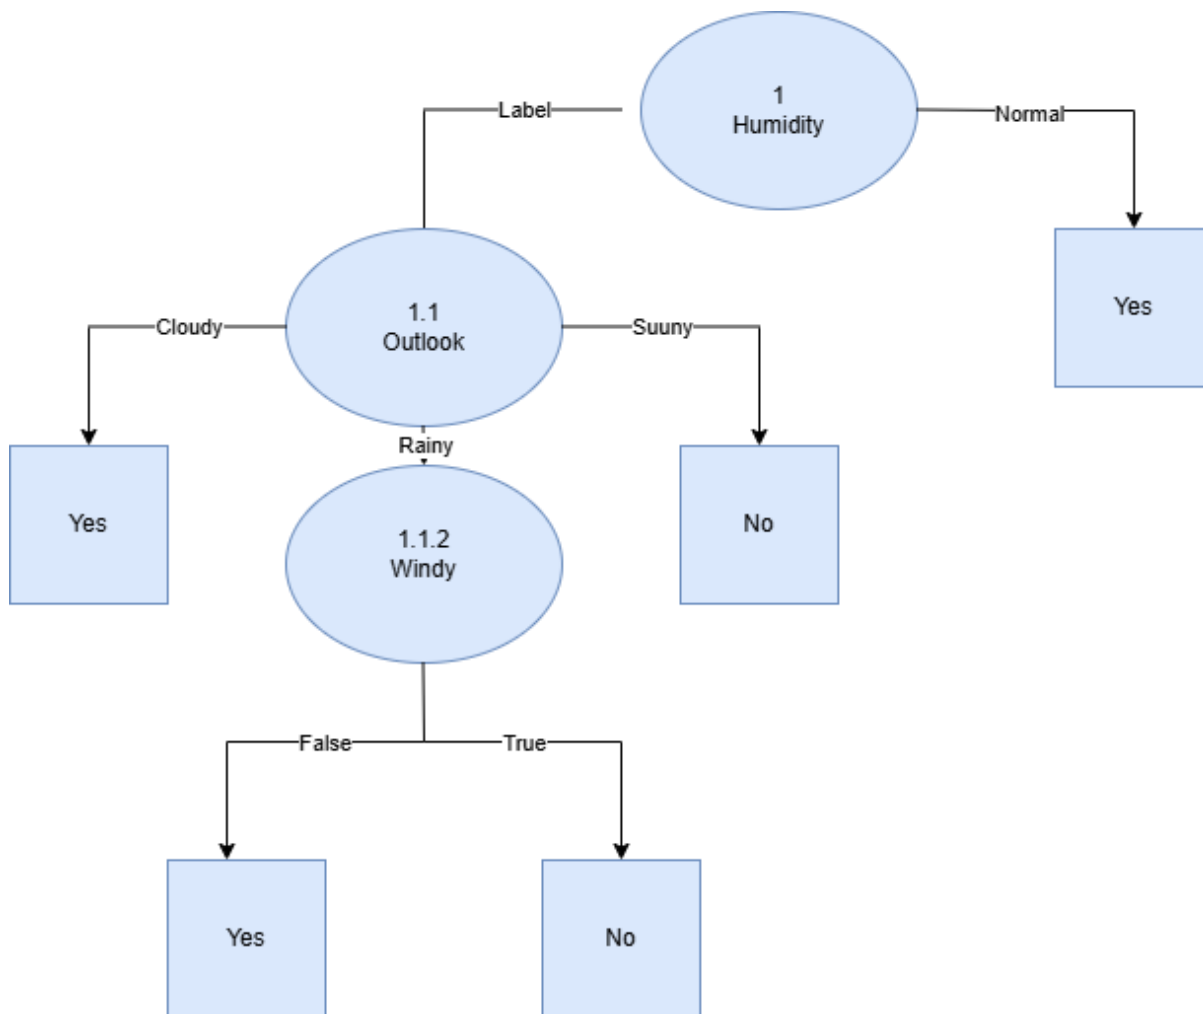 1
Humidity
Label
Normal
1.1
Outlook
Yes
Cloudy
Suuny
Rainy
Yes
1.1.2
Windy
No
False
True
Yes
No